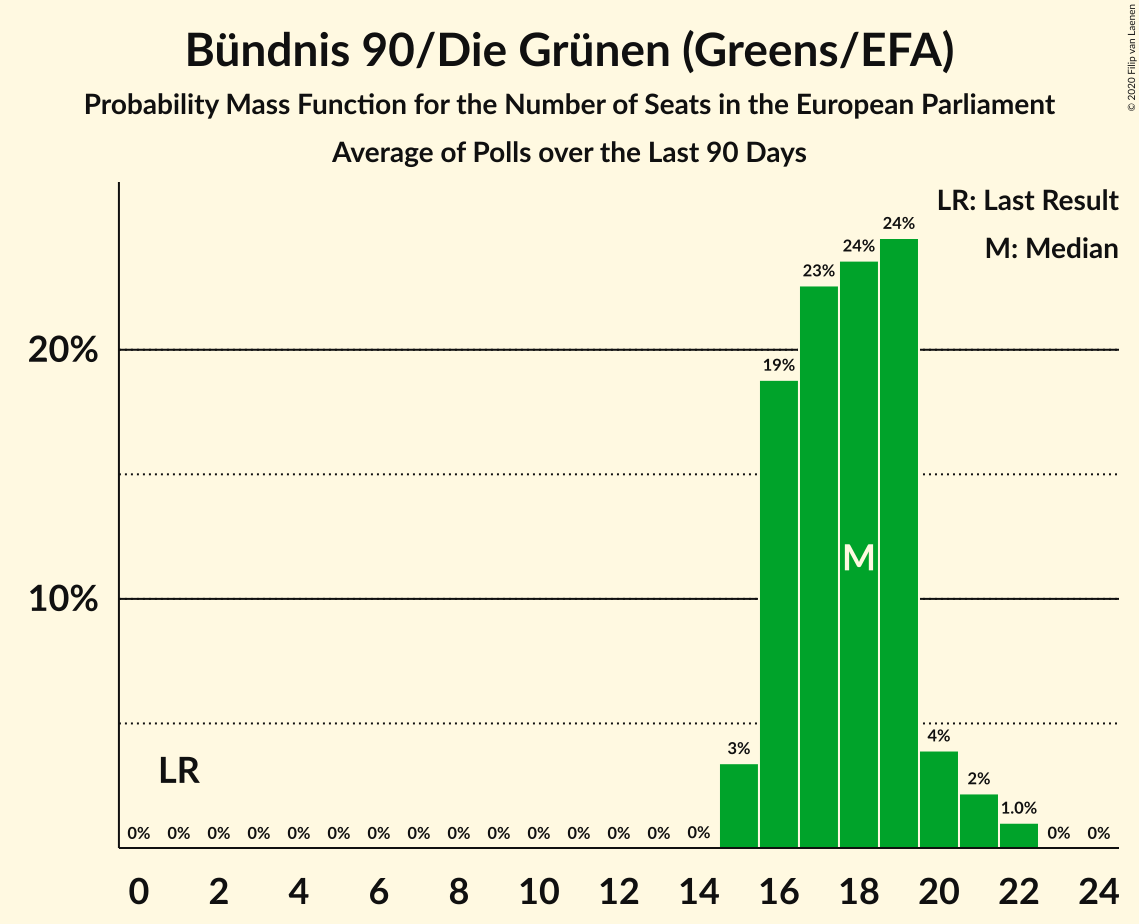 Bündnis 90/Die Grünen (Greens/EFA)
Probability Mass Function for the Number of Seats in the European Parliament
Average of Polls over the Last 90 Days
© 2020 Filip van Laenen
LR: Last Result
M: Median
24%
24%
23%
20%
19%
M
10%
LR
3%
4%
2%
1.0%
0% 0% 0% 0% 0% 0% 0% 0% 0% 0% 0% 0% 0% 0% 0% 0% 0%
0 2 4 6 8 10 12 14 16 18 20 22 24